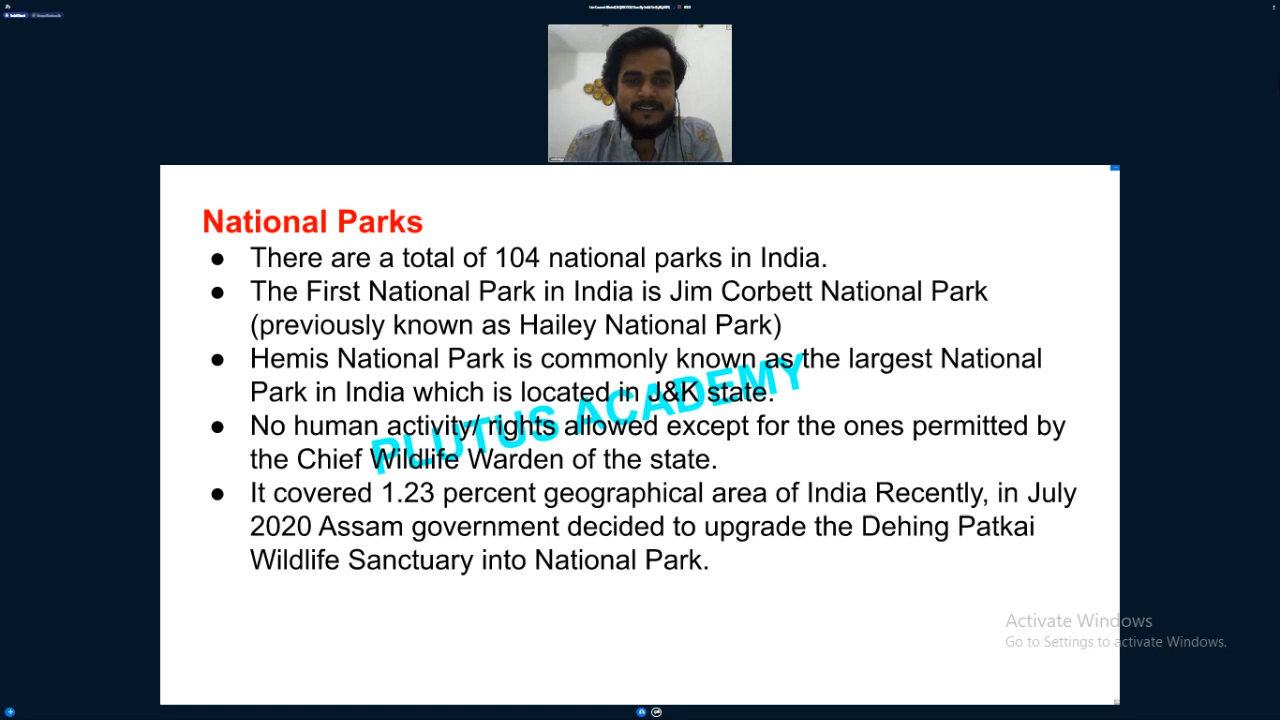 National Parks
● There are a total of 104 national parks in India.
● The First National Park in India is Jim Corbett National Park
(previously known as Hailey National Park)
● Hemis National Park is commonly known as the largest National
Park in India which is located in J&K state.
● No human activity/ rights allowed except for the ones permitted by
the Chief Wildlife Warden of the state.
● It covered 1.23 percent geographical area of India Recently, in July
2020 Assam government decided to upgrade the Dehing Patkai
Wildlife Sanctuary into National Park.
PLUTUS ACADEMY
Activate Windows
Go to Settings to activate Windows.